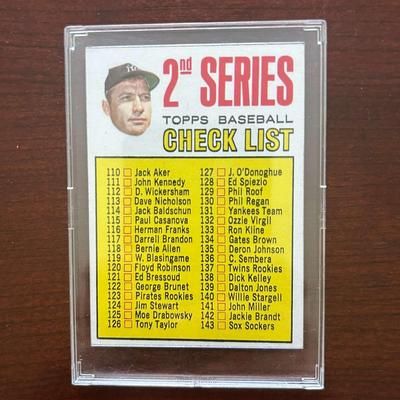 2nd SERIES
TOPPS BASEBALL
CHECK LIST
110 Jack Aker
111 John Kennedy
112 D. Wickersham
113 Dave Nicholson
114 Jack Baldschun
115 Paul Casanova
116 Herman Franks
117 Darrell Brandon
118 Bernie Allen
119 W. Blasingame
120 Floyd Robinson
121 Ed Bressoud
122 George Brunet
123 Pirates Rookies
124 Jim Stewart
125 Moe Drabowsky
126 Tony Taylor
127 J. O'Donoghue
128 Ed Spiezio
129 Phil Roof
130 Phil Regan
131 Yankees Team
132 Ozzie Virgil
133 Ron Kline
134 Gates Brown
135 Deron Johnson
136 C. Sembera
137 Twins Rookies
138 Dick Kelley
139 Dalton Jones
140 Willie Stargell
141 John Miller
142 Jackie Brandt
143 Sox Sockers